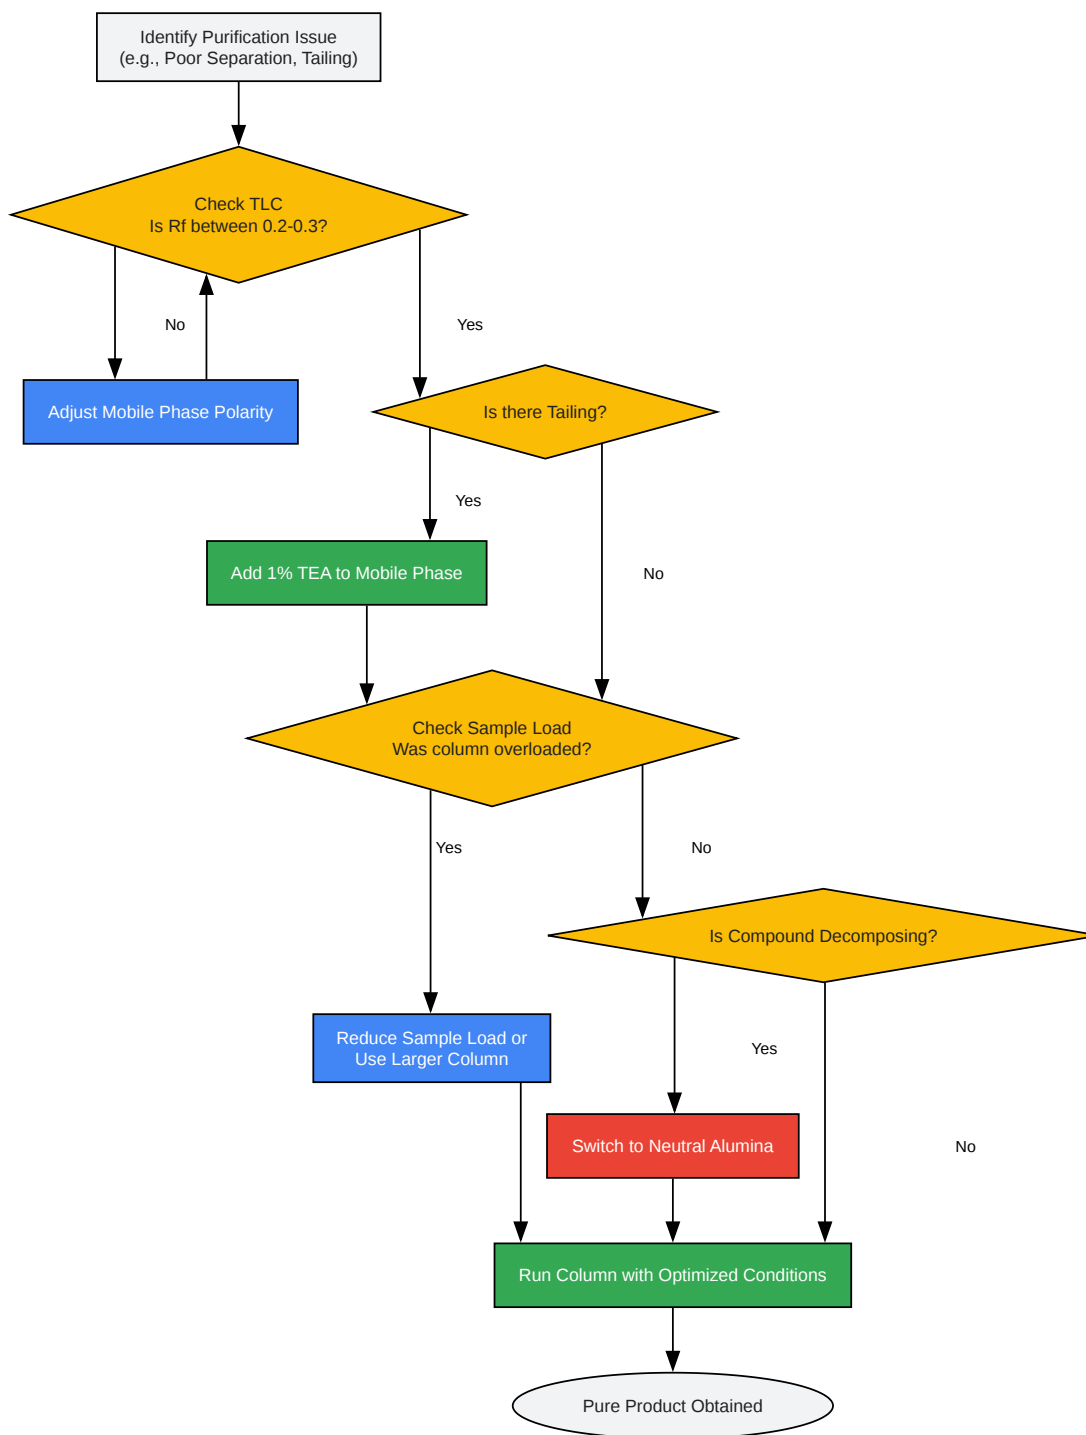 Identify Purification Issue
(e.g., Poor Separation, Tailing)
Check TLC
Is Rf between 0.2-0.3?
No
Yes
Adjust Mobile Phase Polarity
Is there Tailing?
Yes
Add 1% TEA to Mobile Phase
No
Check Sample Load
Was column overloaded?
Yes
No
Is Compound Decomposing?
Reduce Sample Load or
Use Larger Column
Yes
Switch to Neutral Alumina
No
Run Column with Optimized Conditions
Pure Product Obtained